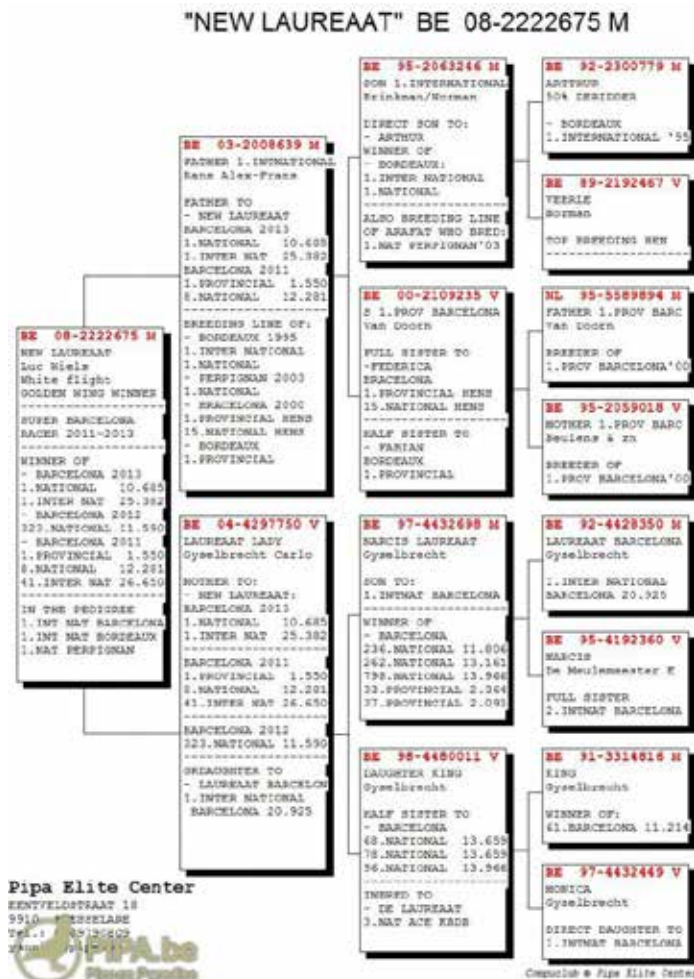 "NEW LAUREAAT" BE 08-2222675 M
BE 08-2222675 M
NEW LAUREAAT
Luc Wiels
White flight
GOLDEN WING WINNER
SUPER BARCELONA
RACER 2011-2013
WINNER OF
- BARCELONA 2013
1.NATIONAL 10.685
1.INTER NAT 25.382
- BARCELONA 2012
323.NATIONAL 11.590
- BARCELONA 2011
1.PROVINCIAL 1.550
8.NATIONAL 12.281
41.INTER NAT 26.650
IN THE PEDIGREE
1.INT NAT BARCELONA
1.INT NAT BORDEAUX
1.NAT PERPIGNAN
BE 03-2008639 M
FATHER 1.INTNATIONAL
Rans Alex-Frans
FATHER TO
- NEW LAUREAAT
BARCELONA 2013
1.NATIONAL 10.685
1.INTER NAT 25.382
BARCELONA 2011
1.PROVINCIAL 1.550
8.NATIONAL 12.281
BREEDING LINE OF:
- BORDEAUX 1995
1.INTER NATIONAL
1.NATIONAL
- PERPIGNAN 2003
1.NATIONAL
- BRACELONA 2000
1.PROVINCIAL HENS
15.NATIONAL HENS
- BORDEAUX
1.PROVINCIAL
BE 04-4297750 V
LAUREAAT LADY
Gyselbrecht Carlo
MOTHER TO:
- NEW LAUREAAT:
BARCELONA 2013
1.NATIONAL 10.685
1.INTER NAT 25.382
BARCELONA 2011
1.PROVINCIAL 1.550
8.NATIONAL 12.281
41.INTER NAT 26.650
BARCELONA 2012
323.NATIONAL 11.590
GRDAUGHTER TO
- LAUREAAT BARCELON
1.INTER NATIONAL
BARCELONA 20.925
BE 95-2063246 M
SON 1.INTERNATIONAL
Brinkman/Norman
DIRECT SON TO:
- ARTHUR
WINNER OF
- BORDEAUX:
1.INTER NATIONAL
1.NATIONAL
ALSO BREEDING LINE
OF ARAFAT WHO BRED:
1.NAT PERPIGNAN'03
BE 00-2109235 V
S 1.PROV BARCELONA
Van Doorn
FULL SISTER TO
-FEDERICA
BRACELONA
1.PROVINCIAL HENS
15.NATIONAL HENS
HALF SISTER TO
- FABIAN
BORDEAUX
1.PROVINCIAL
BE 97-4432698 M
NARCIS LAUREAAT
Gyselbrecht
SON TO:
1.INTNAT BARCELONA
WINNER OF
- BARCELONA
236.NATIONAL 11.806
262.NATIONAL 13.161
798.NATIONAL 13.966
33.PROVINCIAL 2.364
37.PROVINCIAL 2.091
BE 98-4480011 V
DAUGHTER KING
Gyselbrecht
HALF SISTER TO
- BARCELONA
68.NATIONAL 13.659
78.NATIONAL 13.659
96.NATIONAL 13.966
INBRED TO
- DE LAUREAAT
3.NAT ACE KBDB
BE 92-2300779 M
ARTTHUR
50% DERIDDER
- BORDEAUX
1.INTERNATIONAL '95
BE 89-2192467 V
VEERLE
Norman
TOP BREEDING HEN
NL 95-5589894 M
FATHER 1.PROV BARC
Van Doorn
BREEDER OF
1.PROV BARCELONA'00
BE 95-2059018 V
MOTHER 1.PROV BARC
Beulens & zn
BREEDER OF
1.PROV BARCELONA'00
BE 92-4428350 M
LAUREAAT BARCELONA
Gyselbrecht
1.INTER NATIONAL
BARCELONA 20.925
BE 95-4192360 V
NARCIS
De Meulemeester E
FULL SISTER
2.INTNAT BARCELONA
BE 91-3314816 M
KING
Gyselbrecht
WINNER OF:
61.BARCELONA 11.214
BE 97-4432449 V
MONICA
Gyselbrecht
DIRECT DAUGHTER TO
1.INTNAT BARCELONA
Pipa Elite Center
EENTVELDSTRAAT 18
9910
Tel.:
PIPA.be
Pigeon Paradise
Compuclub © Pipa Elite Center